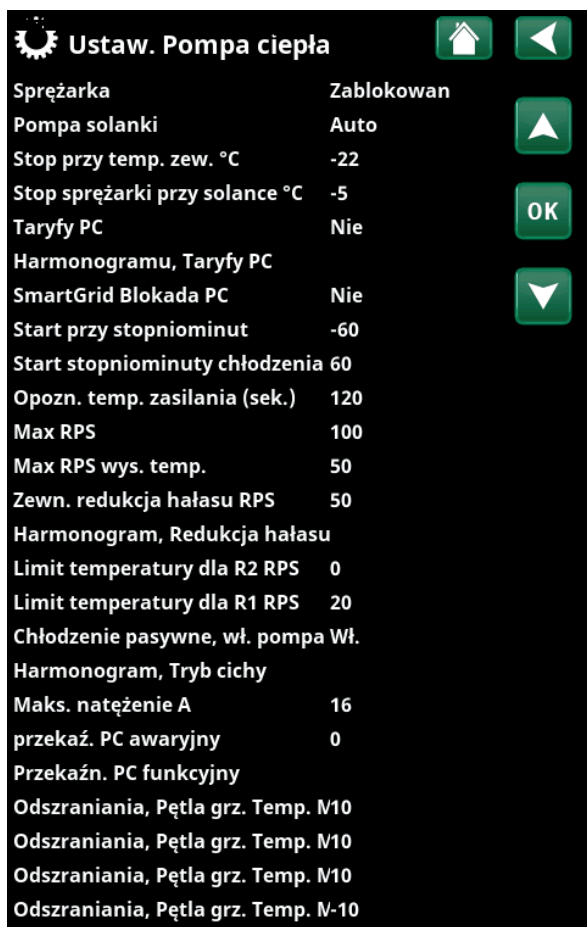 Ustaw. Pompa ciepła
Sprężarka Zablokowan
Pompa solanki Auto
Stop przy temp. zew. °C -22
Stop sprężarki przy solance °C -5
OK
Taryfy PC Nie
Harmonogramu, Taryfy PC
SmartGrid Blokada PC Nie
Start przy stopniominut -60
Start stopniominuty chłodzenia 60
Opozn. temp. zasilania (sek.) 120
Max RPS 100
Max RPS wys. temp. 50
Zewn. redukcja hałasu RPS 50
Harmonogram, Redukcja hałasu
Limit temperatury dla R2 RPS 0
Limit temperatury dla R1 RPS 20
Chłodzenie pasywne, wł. pompa Wł.
Harmonogram, Tryb cichy
Maks. natężenie A 16
przekaź. PC awaryjny 0
Przekaźn. PC funkcyjny
Odszraniania, Pętla grz. Temp. M10
Odszraniania, Pętla grz. Temp. M10
Odszraniania, Pętla grz. Temp. M10
Odszraniania, Pętla grz. Temp. M-10